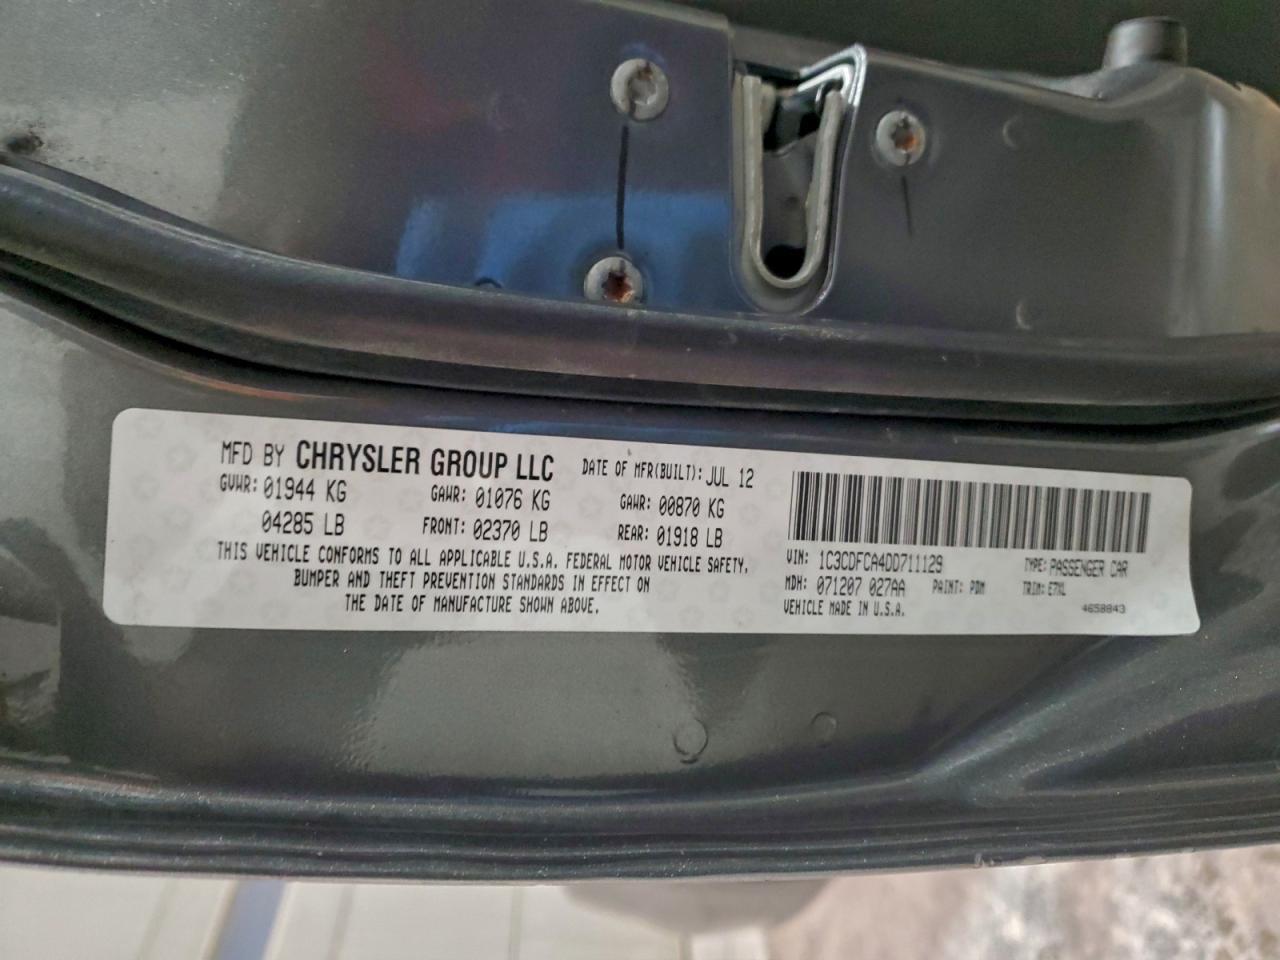 MFD BY CHRYSLER GROUP LLC DATE OF MFR(BUILT): JUL 12
GVWR: 01944 KG GAWR: 01076 KG GAWR: 00870 KG
04285 LB FRONT: 02370 LB REAR: 01918 LB
THIS VEHICLE CONFORMS TO ALL APPLICABLE U.S.A. FEDERAL MOTOR VEHICLE SAFETY,
BUMPER AND THEFT PREVENTION STANDARDS IN EFFECT ON
THE DATE OF MANUFACTURE SHOWN ABOVE.
VIN: 1C3CDFCA4DD711129 TYPE: PASSENGER CAR
MDH: 071207 027AA PAINT: PDM TRIM: E7XL
VEHICLE MADE IN U.S.A. 4658843